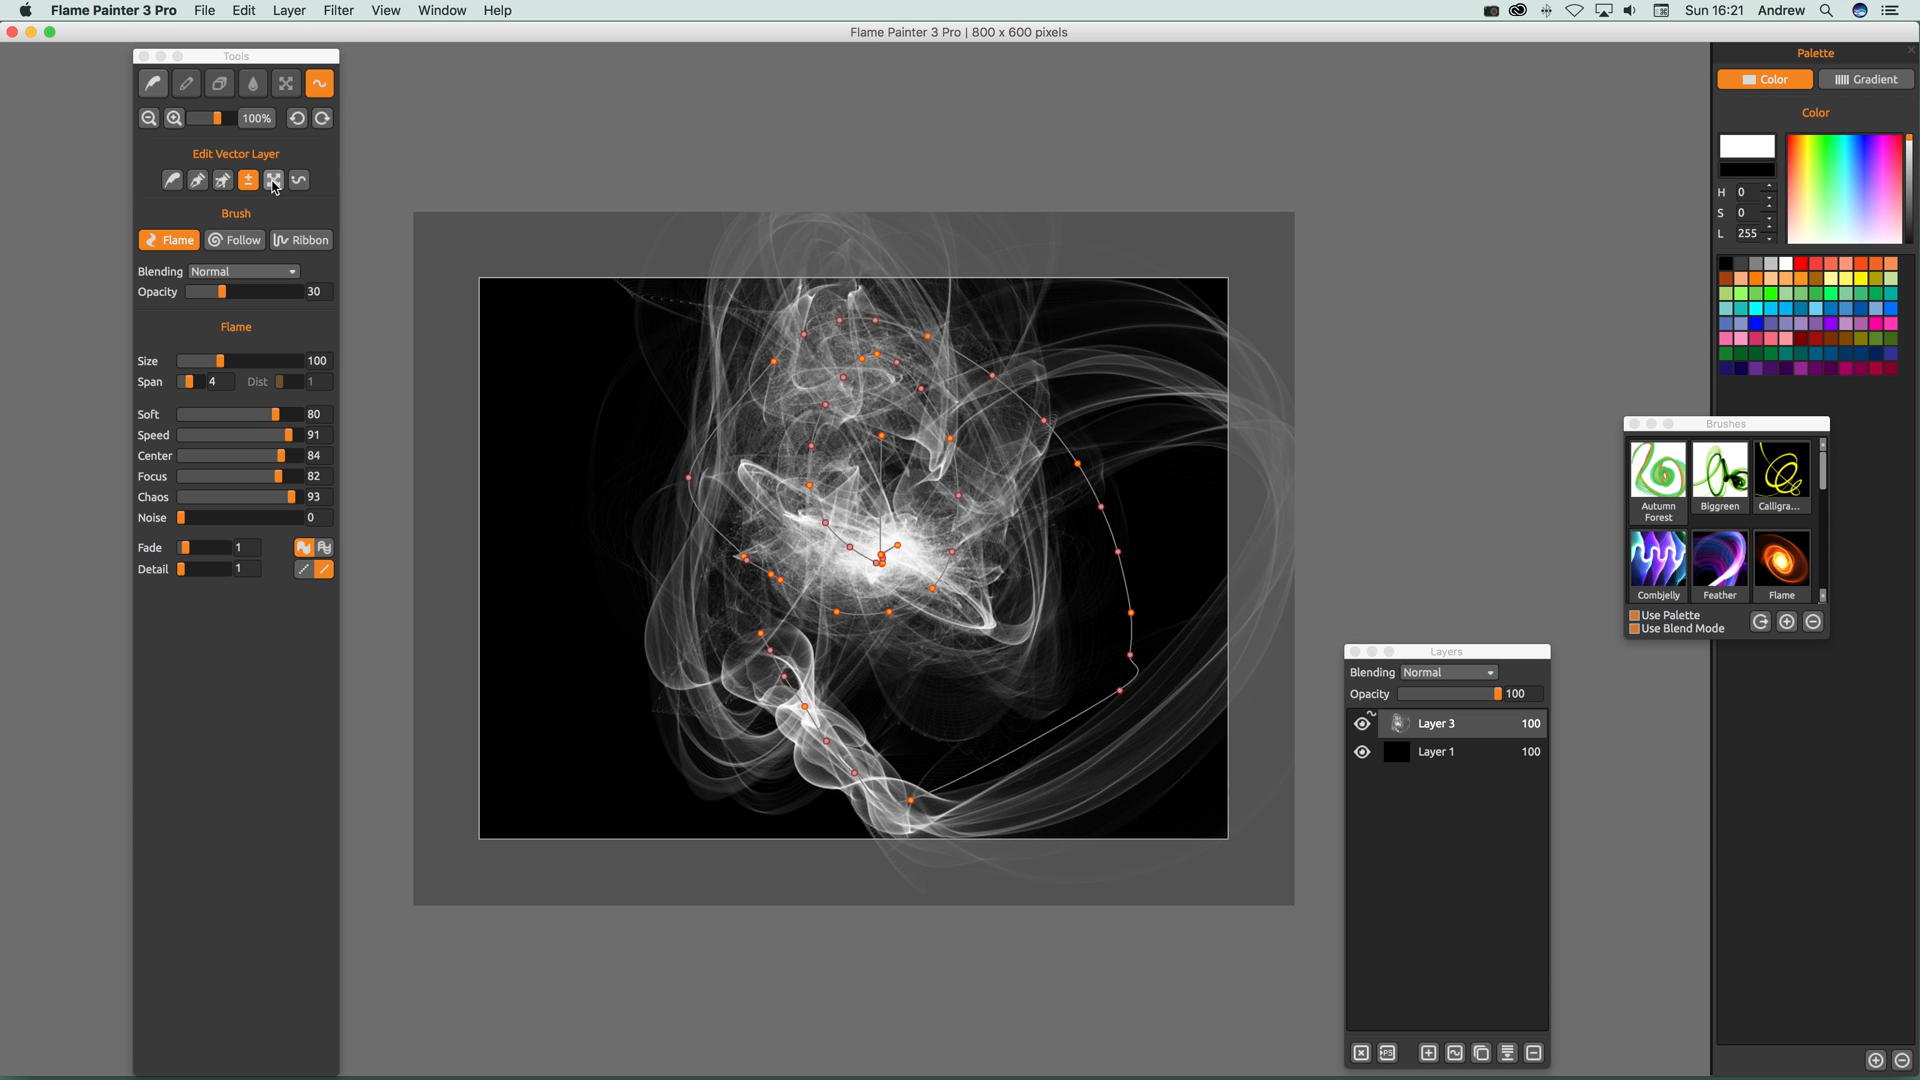 Flame Painter 3 Pro File Edit Layer Filter View Window Help Sun 16:21 Andrew
Flame Painter 3 Pro | 800 x 600 pixels
Tools
100%
Edit Vector Layer
Brush
Flame Follow Ribbon
Blending Normal
Opacity 30
Flame
Size 100
Span 4 Dist 1
Soft 80
Speed 91
Center 84
Focus 82
Chaos 93
Noise 0
Fade 1
Detail 1
Palette
Color Gradient
Color
H 0
S 0
L 255
Brushes
Autumn Forest
Biggreen
Calligra...
Combjelly
Feather
Flame
Use Palette
Use Blend Mode
Layers
Blending Normal
Opacity 100
Layer 3 100
Layer 1 100
PS